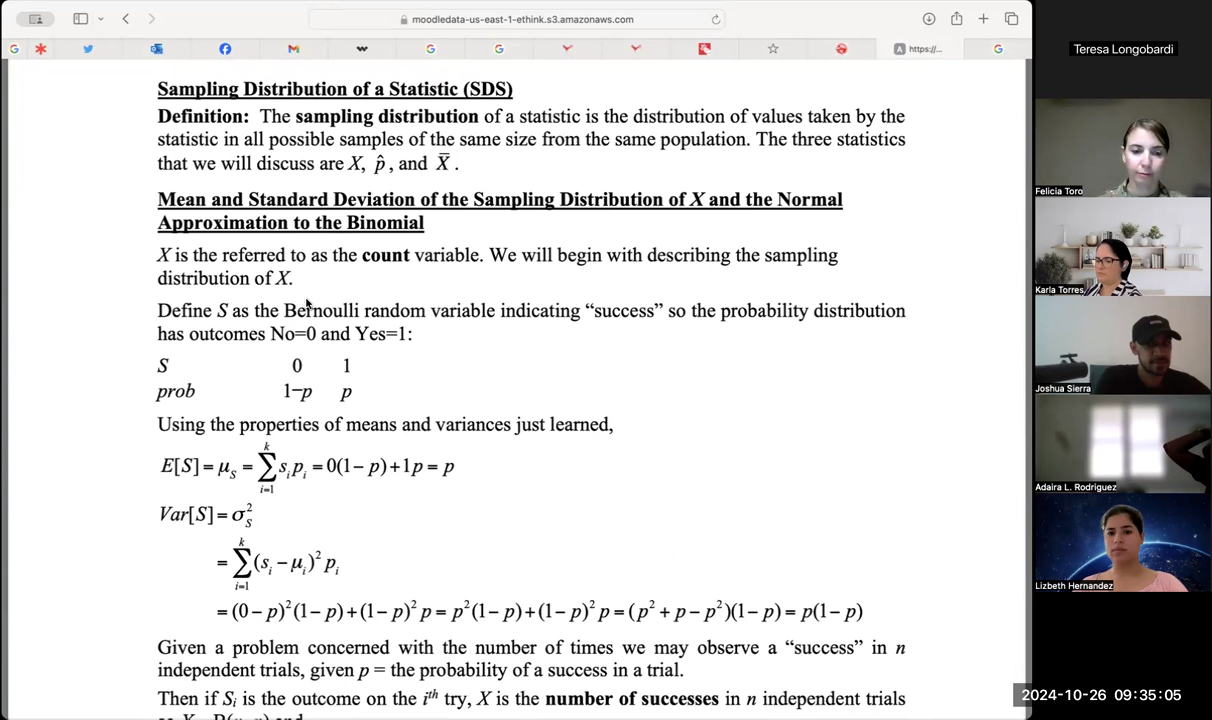 moodledata-us-east-1-ethink.s3.amazonaws.com
https://...
Sampling Distribution of a Statistic (SDS)
Definition: The sampling distribution of a statistic is the distribution of values taken by the
statistic in all possible samples of the same size from the same population. The three statistics
that we will discuss are X, p̂, and X̄.
Mean and Standard Deviation of the Sampling Distribution of X and the Normal
Approximation to the Binomial
X is the referred to as the count variable. We will begin with describing the sampling
distribution of X.
Define S as the Bernoulli random variable indicating “success” so the probability distribution
has outcomes No=0 and Yes=1:
S 0 1
prob 1−p p
Using the properties of means and variances just learned,
E[S] = μ_S = ∑_{i=1}^{k} s_i p_i = 0(1− p)+1p = p
Var[S] = σ_S^2
= ∑_{i=1}^{k} (s_i − μ_i)^2 p_i
= (0− p)^2 (1− p)+(1− p)^2 p = p^2 (1− p)+(1− p)^2 p = (p^2 + p − p^2)(1− p) = p(1− p)
Given a problem concerned with the number of times we may observe a “success” in n
independent trials, given p = the probability of a success in a trial.
Then if S_i is the outcome on the i^th try, X is the number of successes in n independent trials
Teresa Longobardi
Felicia Toro
Karla Torres
Joshua Sierra
Adaira L. Rodriguez
Lizbeth Hernandez
2024-10-26 09:35:05